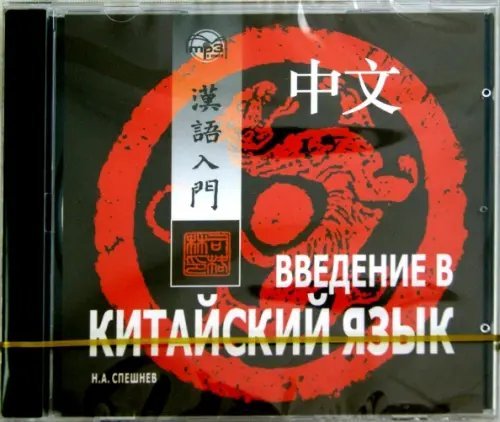 mp3
中文
漢語入門
ВВЕДЕНИЕ В
КИТАЙСКИЙ ЯЗЫК
Н.А. СПЕШНЕВ